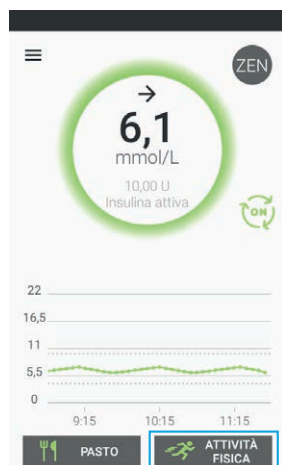 ZEN
6,1
mmol/L
10,00 U
Insulina attiva
ON
22
16,5
11
5,5
0
9:15 10:15 11:15
PASTO
ATTIVITÀ
FISICA